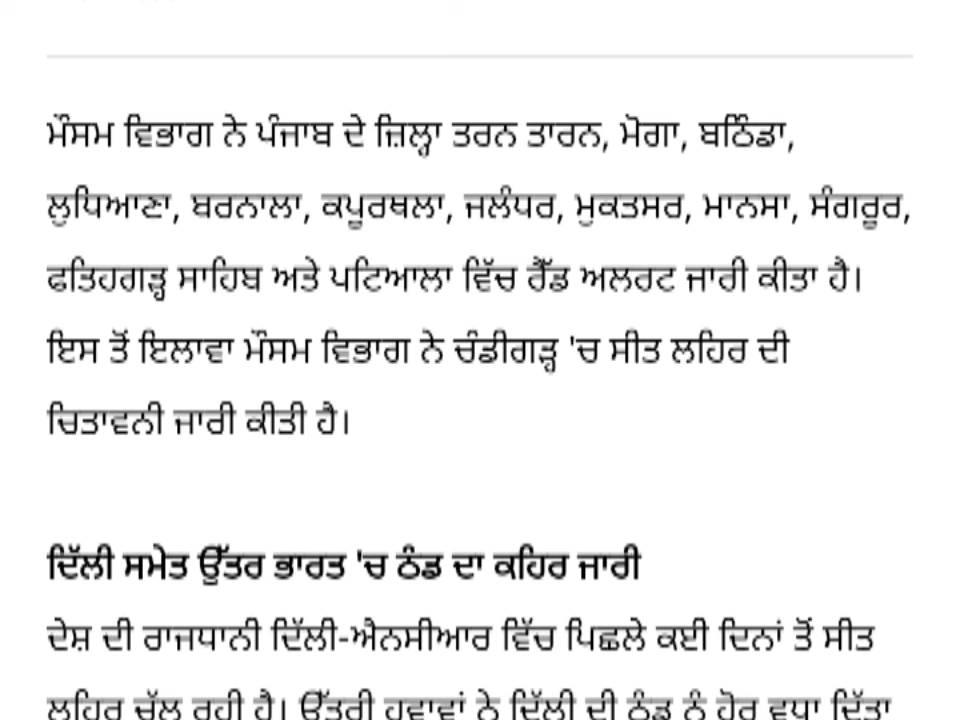 ਮੌਸਮ ਵਿਭਾਗ ਨੇ ਪੰਜਾਬ ਦੇ ਜ਼ਿਲ੍ਹਾ ਤਰਨ ਤਾਰਨ, ਮੋਗਾ, ਬਠਿੰਡਾ,
ਲੁਧਿਆਣਾ, ਬਰਨਾਲਾ, ਕਪੂਰਥਲਾ, ਜਲੰਧਰ, ਮੁਕਤਸਰ, ਮਾਨਸਾ, ਸੰਗਰੂਰ,
ਫਤਿਹਗੜ੍ਹ ਸਾਹਿਬ ਅਤੇ ਪਟਿਆਲਾ ਵਿੱਚ ਰੈੱਡ ਅਲਰਟ ਜਾਰੀ ਕੀਤਾ ਹੈ।
ਇਸ ਤੋਂ ਇਲਾਵਾ ਮੌਸਮ ਵਿਭਾਗ ਨੇ ਚੰਡੀਗੜ੍ਹ 'ਚ ਸੀਤ ਲਹਿਰ ਦੀ
ਚਿਤਾਵਨੀ ਜਾਰੀ ਕੀਤੀ ਹੈ।
ਦਿੱਲੀ ਸਮੇਤ ਉੱਤਰ ਭਾਰਤ 'ਚ ਠੰਡ ਦਾ ਕਹਿਰ ਜਾਰੀ
ਦੇਸ਼ ਦੀ ਰਾਜਧਾਨੀ ਦਿੱਲੀ-ਐਨਸੀਆਰ ਵਿੱਚ ਪਿਛਲੇ ਕਈ ਦਿਨਾਂ ਤੋਂ ਸੀਤ
ਲਹਿਰ ਚੱਲ ਰਹੀ ਹੈ। ਉੱਤਰੀ ਹਵਾਵਾਂ ਨੇ ਦਿੱਲੀ ਦੀ ਠੰਡ ਨੂੰ ਹੋਰ ਵਧਾ ਦਿੱਤਾ